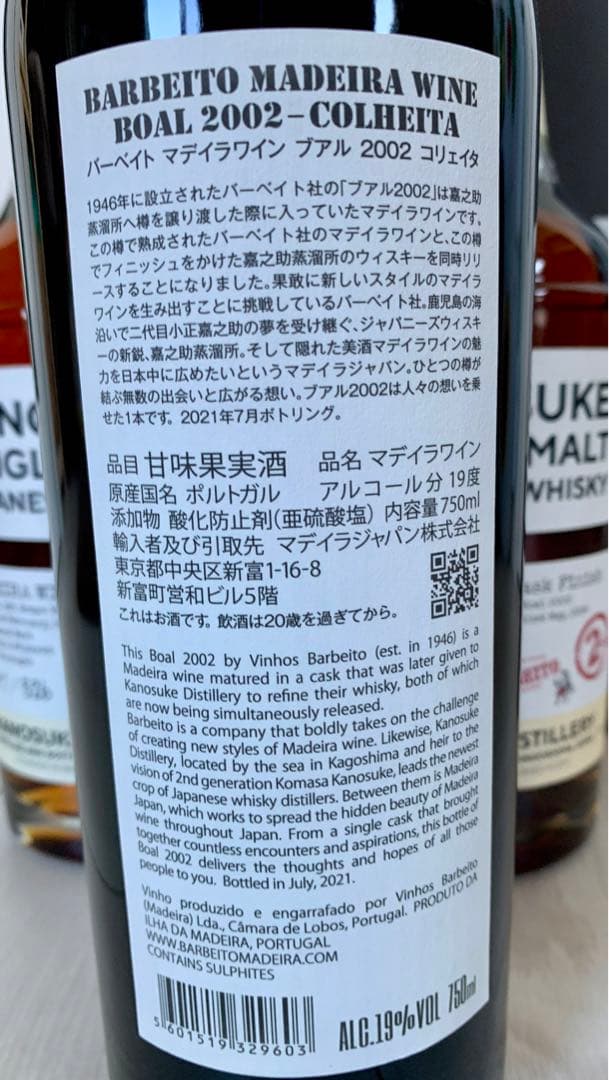 BARBEITO MADEIRA WINE
BOAL 2002-COLHEITA
バーベイト マデイラワイン ブアル 2002 コリェイタ
1946年に設立されたバーベイト社の「ブアル2002」は嘉之助
蒸溜所へ樽を譲り渡した際に入っていたマデイラワインです。
この樽で熟成されたバーベイト社のマデイラワインと、この樽
でフィニッシュをかけた嘉之助蒸溜所のウィスキーを同時リリ
ースすることになりました。果敢に新しいスタイルのマデイラ
ワインを生み出すことに挑戦しているバーベイト社。鹿児島の海
沿いで二代目小正嘉之助の夢を受け継ぐ、ジャパニーズウィスキ
ーの新鋭、嘉之助蒸溜所。そして隠れた美酒マデイラワインの魅
力を日本中に広めたいというマデイラジャパン。ひとつの樽が
結ぶ無数の出会いと広がる想い。ブアル2002は人々の想いを乗
せた1本です。2021年7月ボトリング。
品目 甘味果実酒 品名 マデイラワイン
原産国名 ポルトガル アルコール分 19度
添加物 酸化防止剤(亜硫酸塩) 内容量750ml
輸入者及び引取先 マデイラジャパン株式会社
東京都中央区新富1-16-8
新富町営和ビル5階
これはお酒です。飲酒は20歳を過ぎてから。
This Boal 2002 by Vinhos Barbeito (est. in 1946) is a
Madeira wine matured in a cask that was later given to
Kanosuke Distillery to refine their whisky, both of which
are now being simultaneously released.
Barbeito is a company that boldly takes on the challenge
of creating new styles of Madeira wine. Likewise, Kanosuke
Distillery, located by the sea in Kagoshima and heir to the
vision of 2nd generation Komasa Kanosuke, leads the newest
crop of Japanese whisky distillers. Between them is Madeira
Japan, which works to spread the hidden beauty of Madeira
wine throughout Japan. From a single cask that brought
together countless encounters and aspirations, this bottle of
Boal 2002 delivers the thoughts and hopes of all those
people to you. Bottled in July, 2021.
Vinho produzido e engarrafado por Vinhos Barbeito
(Madeira) Lda., Câmara de Lobos, Portugal. PRODUTO DA
ILHA DA MADEIRA, PORTUGAL
WWW.BARBEITOMADEIRA.COM
CONTAINS SULPHITES
5 601519 329603
ALC.19%VOL 750ml
UKE
MALT
WHISKY